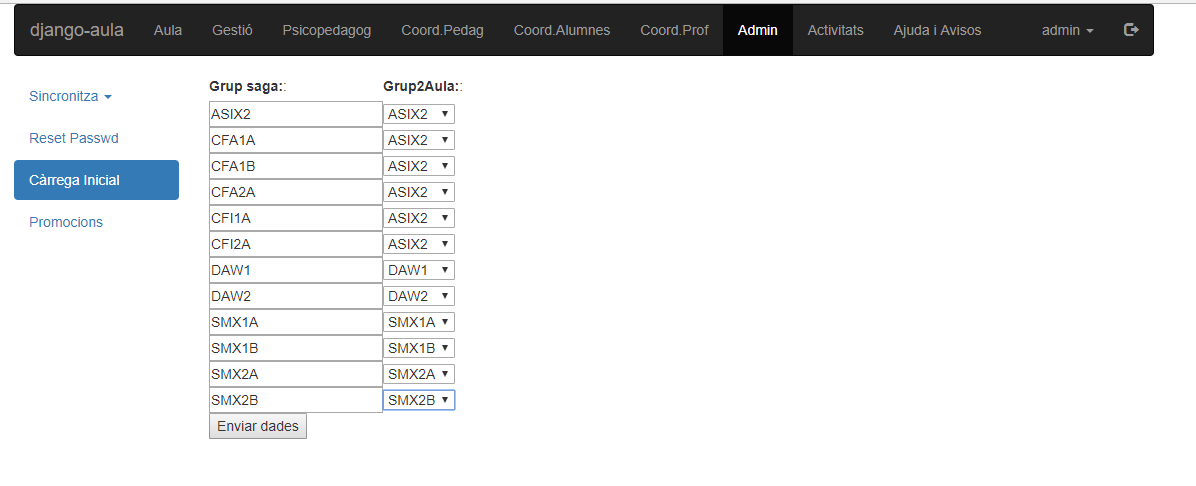 django-aula Aula Gestió Psicopedagog Coord.Pedag Coord.Alumnes Coord.Prof Admin Activitats Ajuda i Avisos admin
Sincronitza
Reset Passwd
Càrrega Inicial
Promocions
Grup saga:: Grup2Aula::
ASIX2 ASIX2
CFA1A ASIX2
CFA1B ASIX2
CFA2A ASIX2
CFI1A ASIX2
CFI2A ASIX2
DAW1 DAW1
DAW2 DAW2
SMX1A SMX1A
SMX1B SMX1B
SMX2A SMX2A
SMX2B SMX2B
Enviar dades